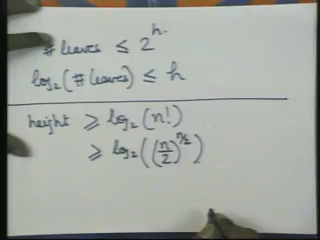 # leaves ≤ 2^h.
log₂(# leaves) ≤ h
height ≥ log₂(n!)
≥ log₂((n/2)^(n/2))